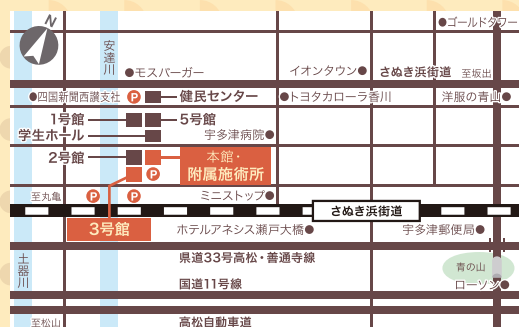 N
●ゴールドタワー
安達川
●モスバーガー
イオンタウン●
さぬき浜街道
至坂出
●四国新聞西讃支社
P
健民センター
●トヨタカローラ香川
洋服の青山●
1号館
5号館
学生ホール
宇多津病院●
2号館
本館・
附属施術所
P
至丸亀
P
P
ミニストップ●
さぬき浜街道
3号館
ホテルアネシス瀬戸大橋●
宇多津郵便局●
土器川
県道33号高松・善通寺線
青の山
国道11号線
ローソン●
至松山
高松自動車道